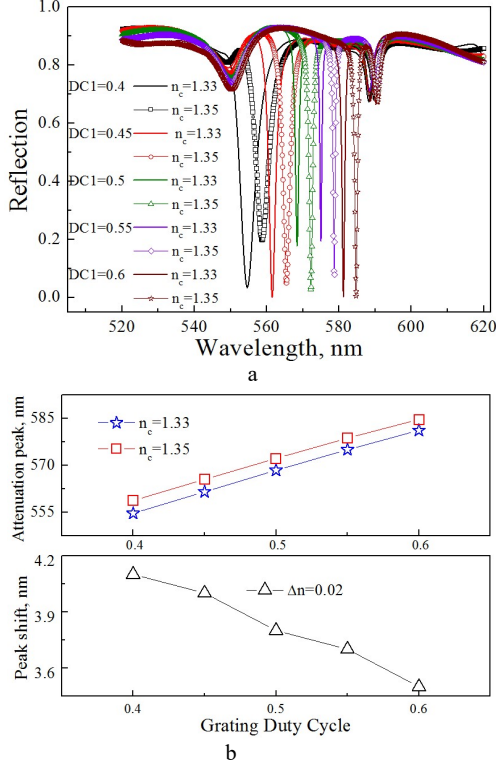 1.0
0.8
0.6
0.4
0.2
0.0
Reflection
DC1=0.4 n_c=1.33
n_c=1.35
DC1=0.45 n_c=1.33
n_c=1.35
DC1=0.5 n_c=1.33
n_c=1.35
DC1=0.55 n_c=1.33
n_c=1.35
DC1=0.6 n_c=1.33
n_c=1.35
520 540 560 580 600 620
Wavelength, nm
a
585
570
555
Attenuation peak, nm
n_c=1.33
n_c=1.35
0.4 0.5 0.6
4.2
3.9
3.6
Peak shift, nm
Δn=0.02
0.4 0.5 0.6
Grating Duty Cycle
b